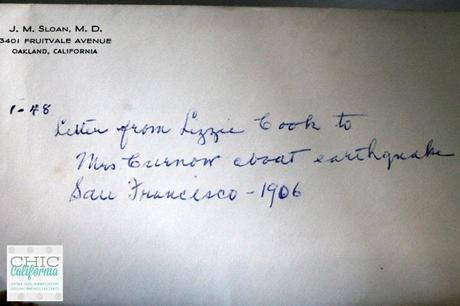 J. M. SLOAN, M. D.
3401 FRUITVALE AVENUE
OAKLAND, CALIFORNIA
1-48
Letter from Lizzie Cook to
Mrs Curnow about earthquake
San Francisco - 1906
CHIC
California